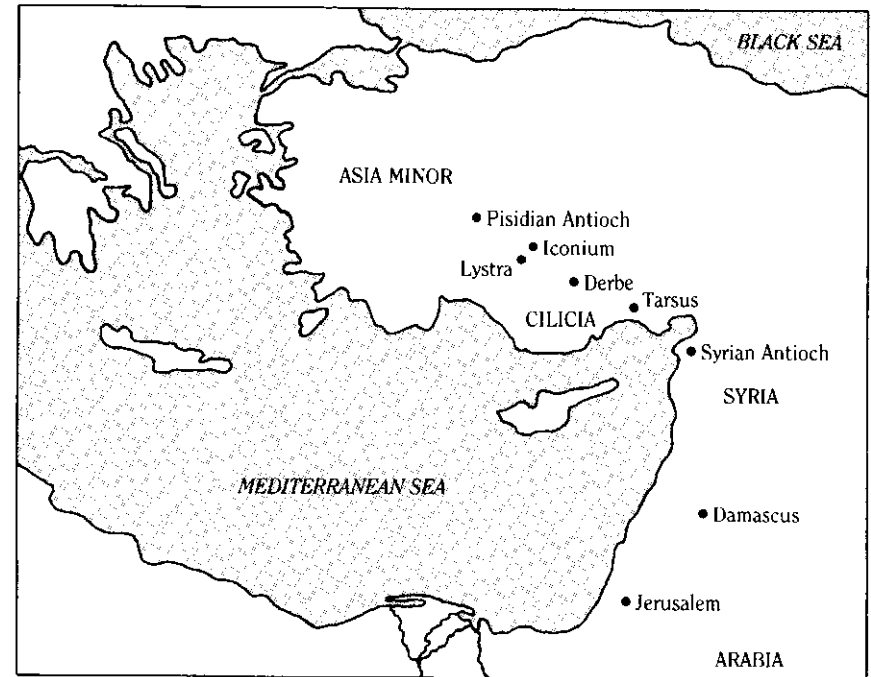 BLACK SEA
ASIA MINOR
Pisidian Antioch
Iconium
Lystra
Derbe
Tarsus
CILICIA
Syrian Antioch
SYRIA
MEDITERRANEAN SEA
Damascus
Jerusalem
ARABIA